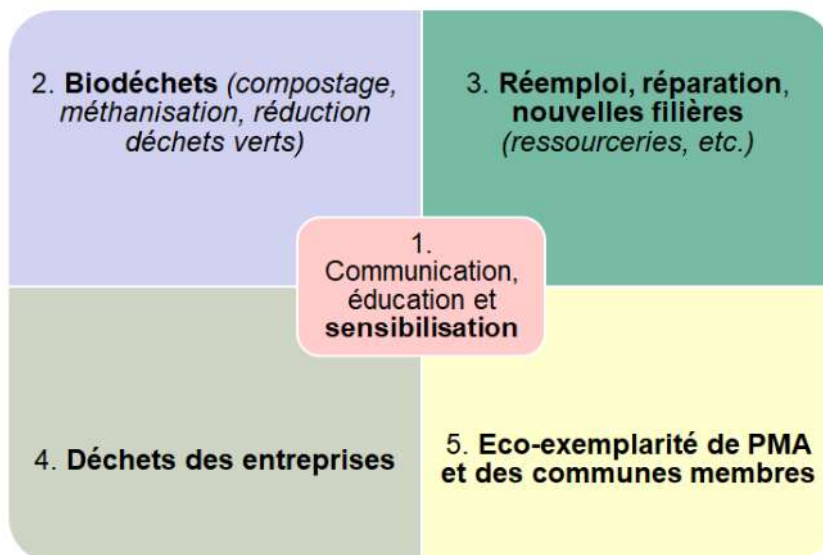 2. Biodéchets (compostage,
méthanisation, réduction
déchets verts)
3. Réemploi, réparation,
nouvelles filières
(ressourceries, etc.)
1.
Communication,
éducation et
sensibilisation
4. Déchets des entreprises
5. Eco-exemplarité de PMA
et des communes membres